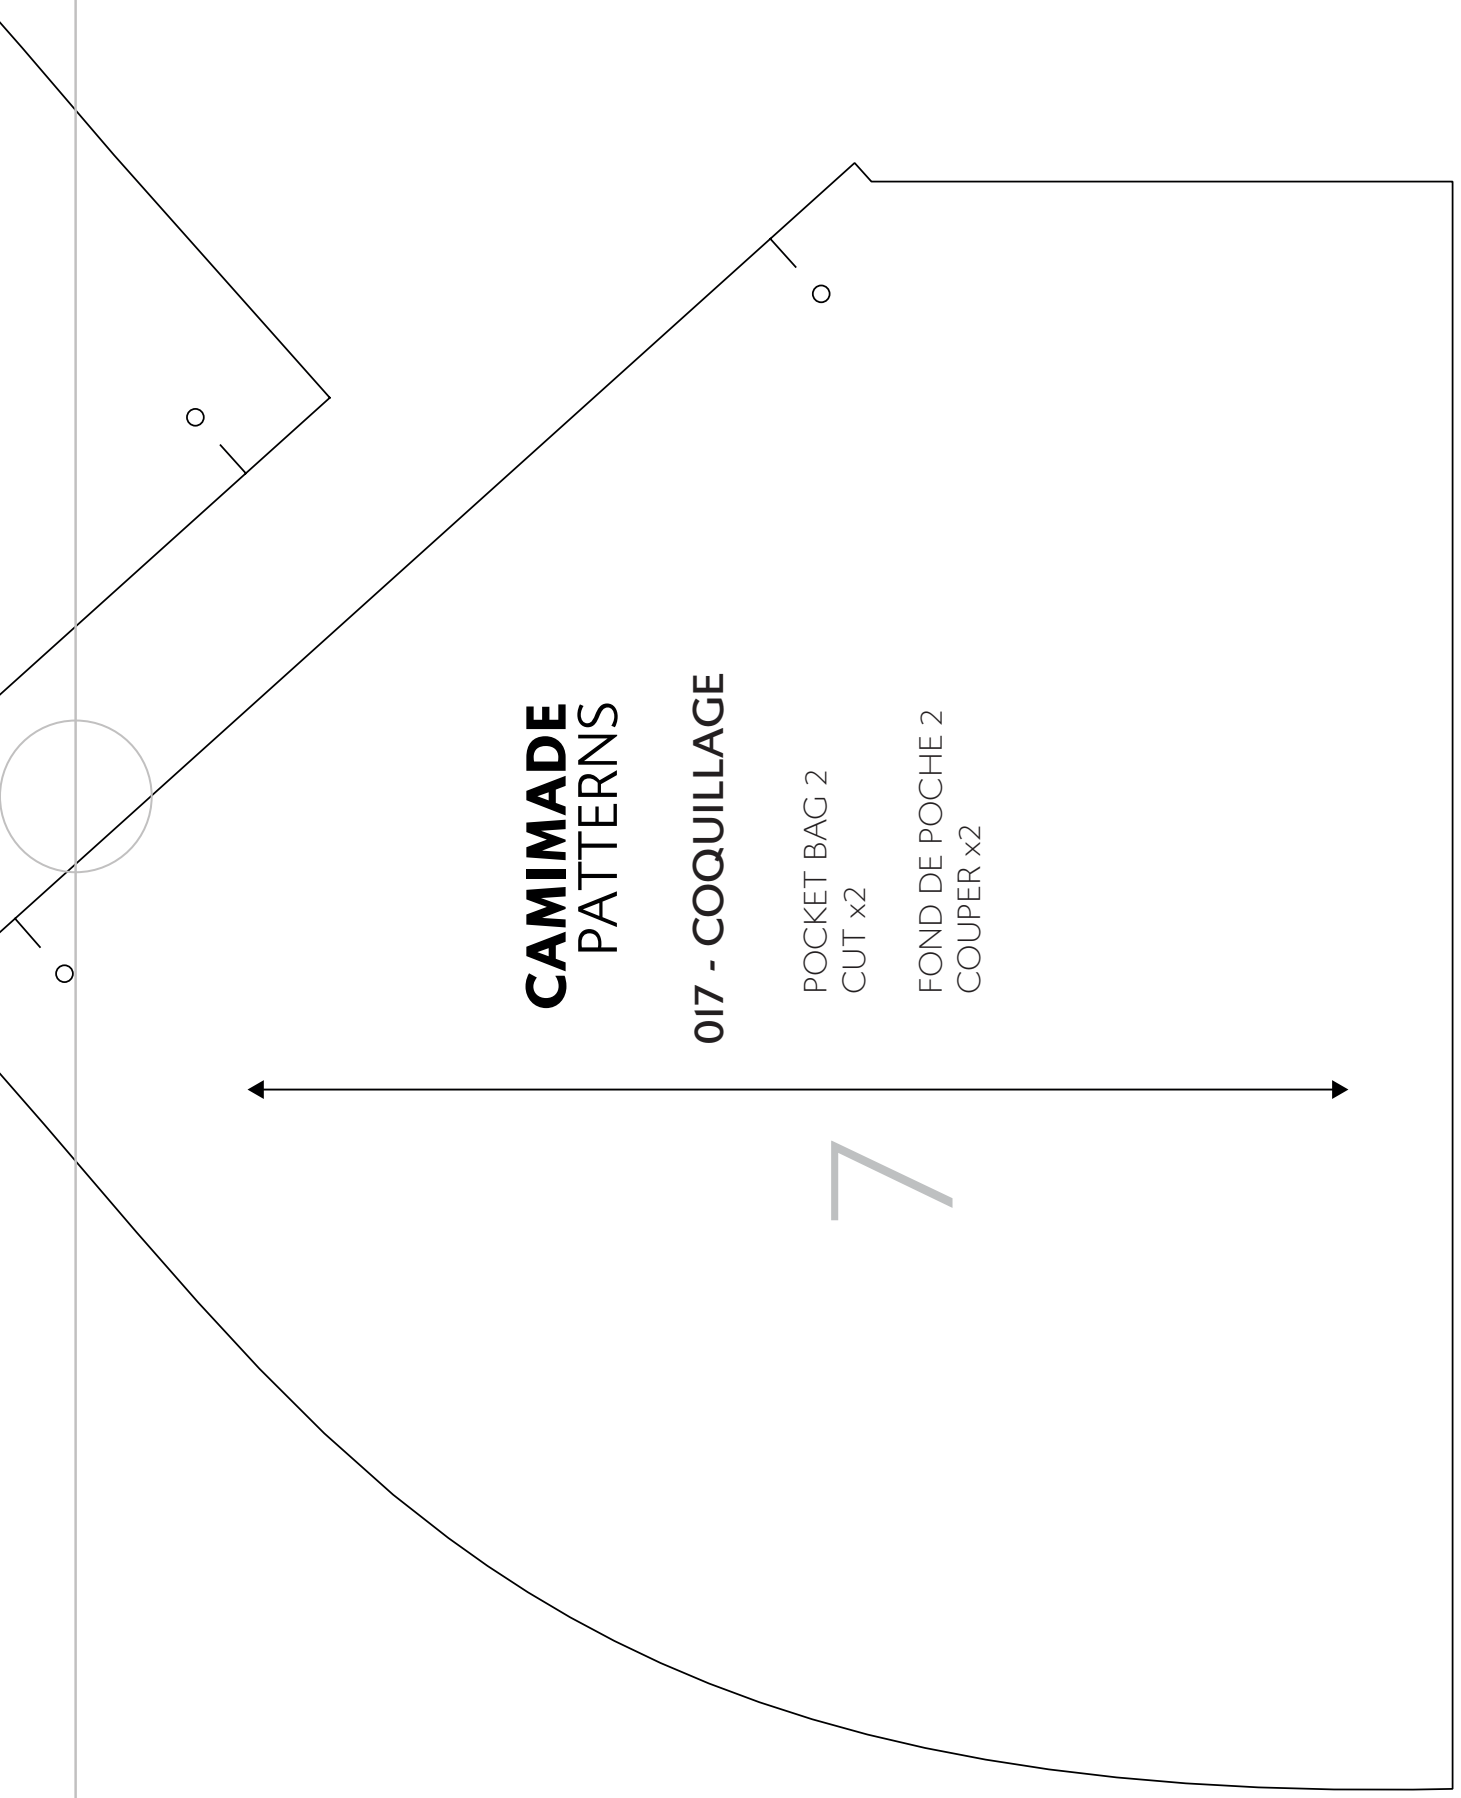 CAMIMADE
PATTERNS
017 - COQUILLAGE
POCKET BAG 2
CUT x2
FOND DE POCHE 2
COUPER x2
7